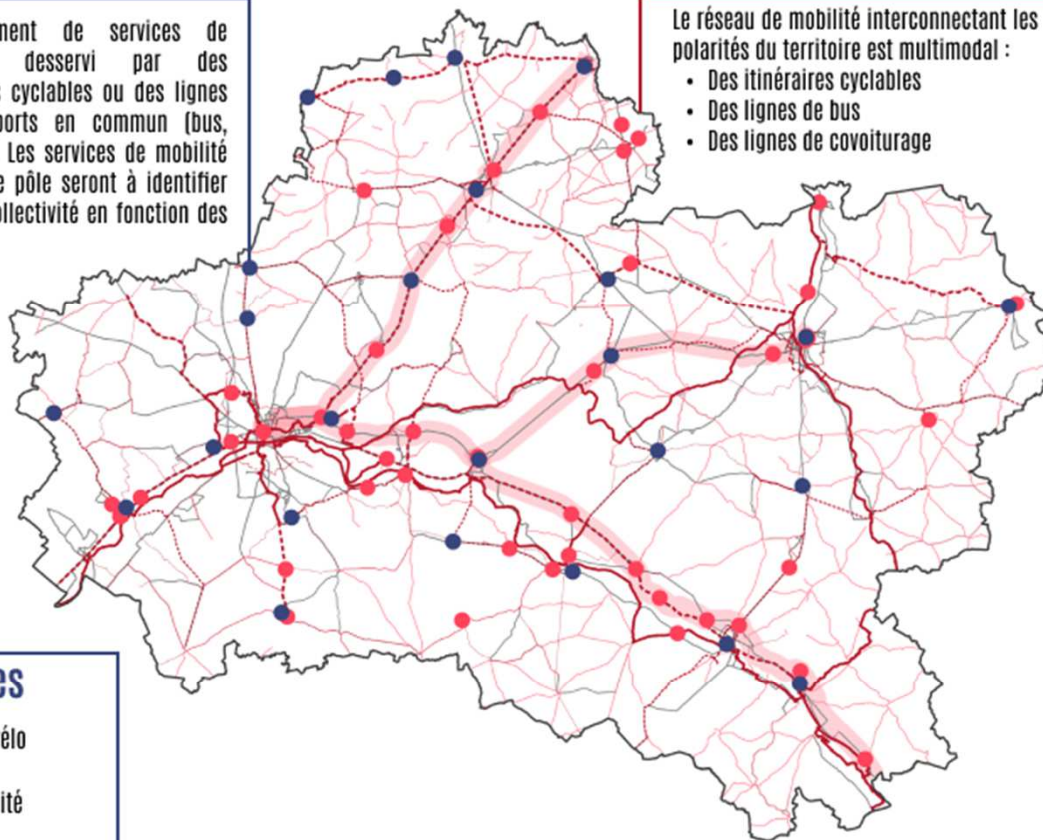 ment de services de
desservi par des
cyclables ou des lignes
ports en commun (bus,
Les services de mobilité
e pôle seront à identifier
ollectivité en fonction des
Le réseau de mobilité interconnectant les
polarités du territoire est multimodal :
• Des itinéraires cyclables
• Des lignes de bus
• Des lignes de covoiturage
es
élo
ité